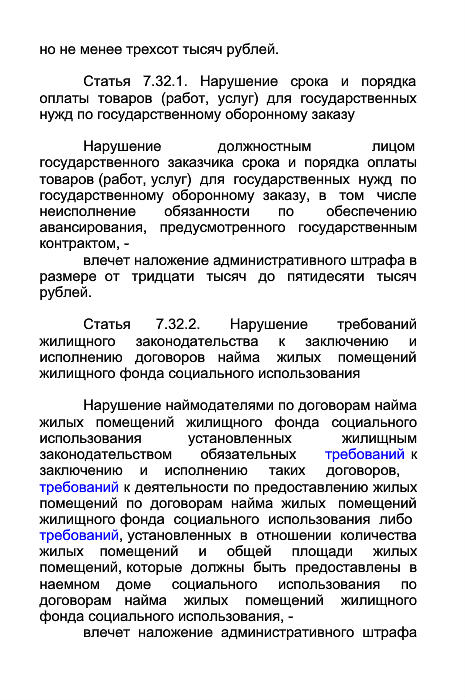 но не менее трехсот тысяч рублей.
Статья 7.32.1. Нарушение срока и порядка
оплаты товаров (работ, услуг) для государственных
нужд по государственному оборонному заказу
Нарушение должностным лицом
государственного заказчика срока и порядка оплаты
товаров (работ, услуг) для государственных нужд по
государственному оборонному заказу, в том числе
неисполнение обязанности по обеспечению
авансирования, предусмотренного государственным
контрактом, -
влечет наложение административного штрафа в
размере от тридцати тысяч до пятидесяти тысяч
рублей.
Статья 7.32.2. Нарушение требований
жилищного законодательства к заключению и
исполнению договоров найма жилых помещений
жилищного фонда социального использования
Нарушение наймодателями по договорам найма
жилых помещений жилищного фонда социального
использования установленных жилищным
законодательством обязательных требований к
заключению и исполнению таких договоров,
требований к деятельности по предоставлению жилых
помещений по договорам найма жилых помещений
жилищного фонда социального использования либо
требований, установленных в отношении количества
жилых помещений и общей площади жилых
помещений, которые должны быть предоставлены в
наемном доме социального использования по
договорам найма жилых помещений жилищного
фонда социального использования, -
влечет наложение административного штрафа